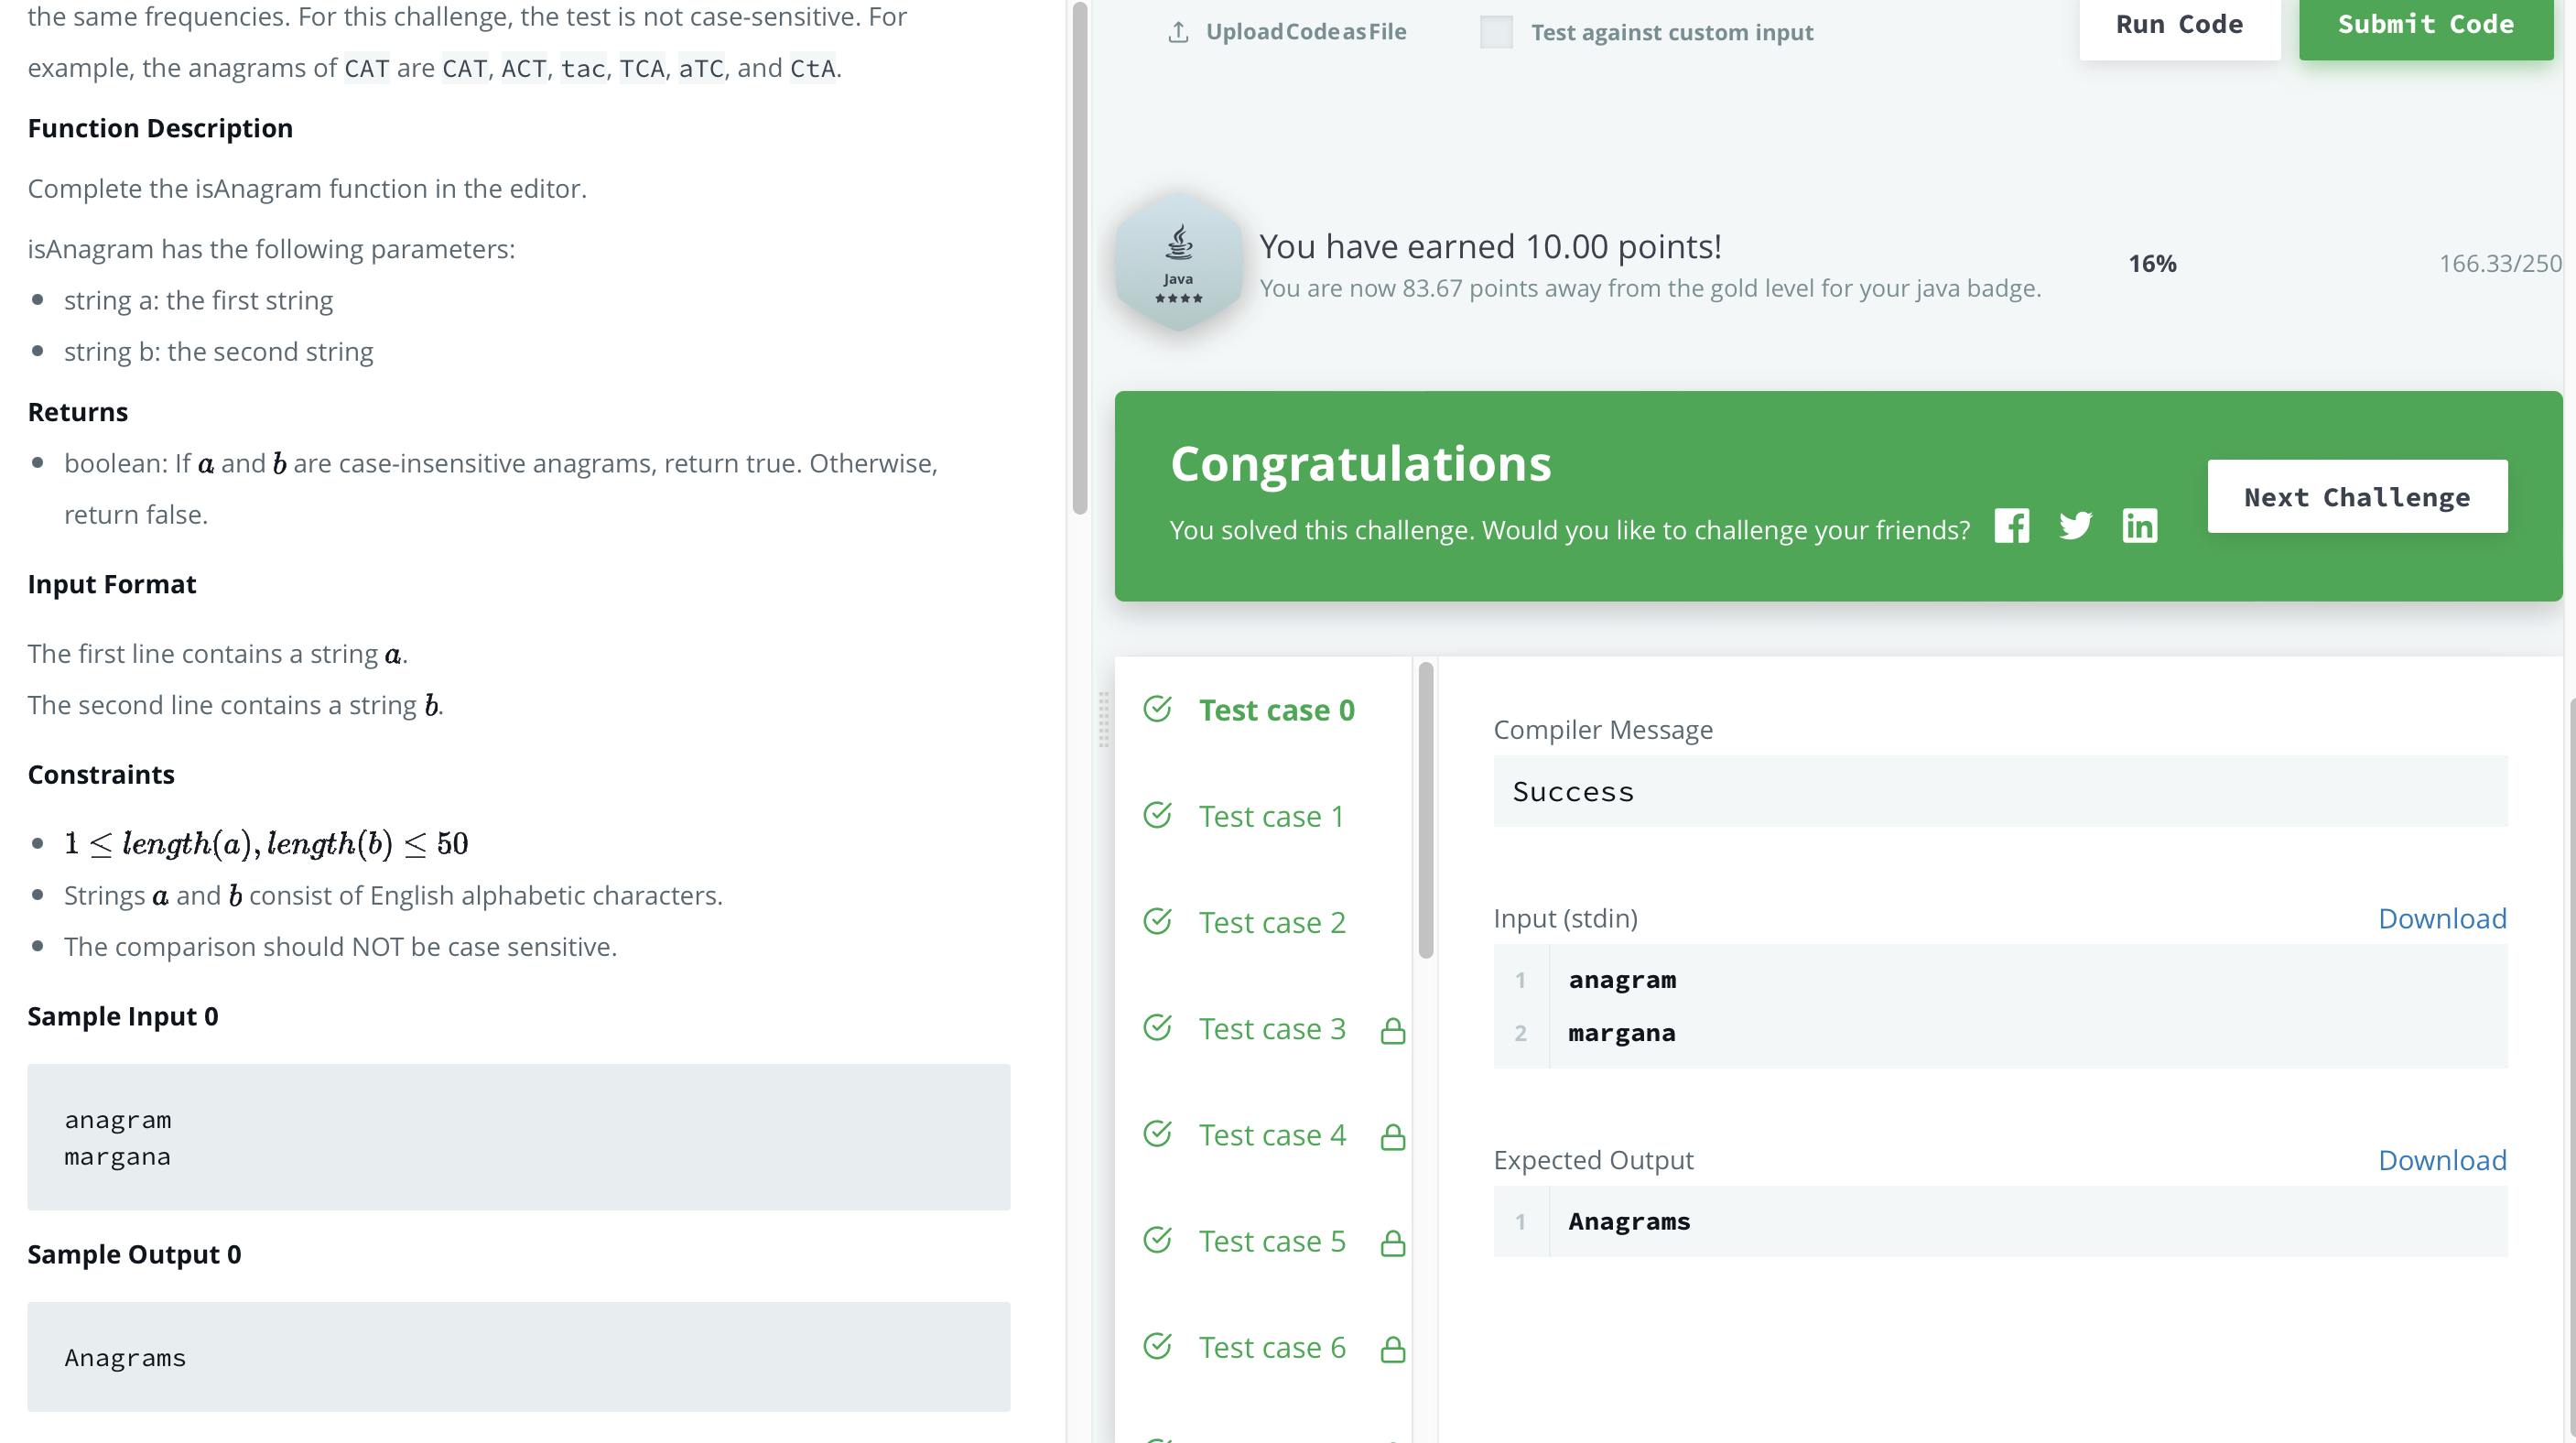 the same frequencies. For this challenge, the test is not case-sensitive. For
example, the anagrams of CAT are CAT, ACT, tac, TCA, aTC, and CtA.
Function Description
Complete the isAnagram function in the editor.
isAnagram has the following parameters:
string a: the first string
string b: the second string
Returns
boolean: If a and b are case-insensitive anagrams, return true. Otherwise,
return false.
Input Format
The first line contains a string a.
The second line contains a string b.
Constraints
1 ≤ length(a), length(b) ≤ 50
Strings a and b consist of English alphabetic characters.
The comparison should NOT be case sensitive.
Sample Input 0
anagram
margana
Sample Output 0
Anagrams
Upload Code as File
Test against custom input
Run Code
Submit Code
Java
You have earned 10.00 points!
You are now 83.67 points away from the gold level for your java badge.
16%
166.33/250
Congratulations
You solved this challenge. Would you like to challenge your friends?
Next Challenge
Test case 0
Test case 1
Test case 2
Test case 3
Test case 4
Test case 5
Test case 6
Compiler Message
Success
Input (stdin)
Download
1 anagram
2 margana
Expected Output
Download
1 Anagrams